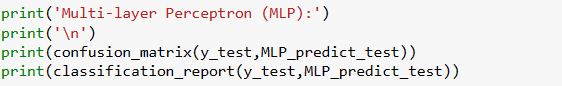 print('Multi-layer Perceptron (MLP):')
print('\n')
print(confusion_matrix(y_test,MLP_predict_test))
print(classification_report(y_test,MLP_predict_test))